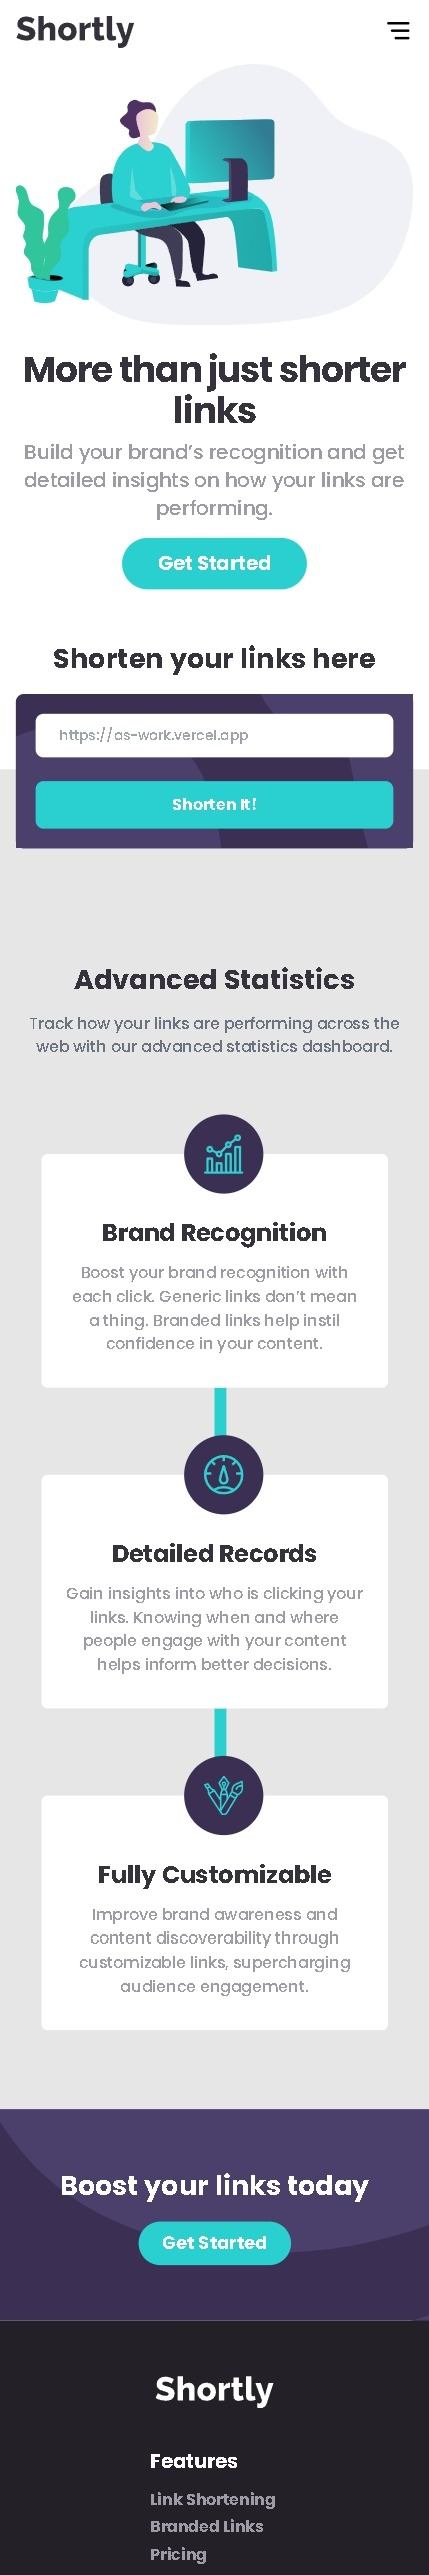 Shortly
More than just shorter
links
Build your brand’s recognition and get
detailed insights on how your links are
performing.
Get Started
Shorten your links here
https://as-work.vercel.app
Shorten It!
Advanced Statistics
Track how your links are performing across the
web with our advanced statistics dashboard.
Brand Recognition
Boost your brand recognition with
each click. Generic links don’t mean
a thing. Branded links help instil
confidence in your content.
Detailed Records
Gain insights into who is clicking your
links. Knowing when and where
people engage with your content
helps inform better decisions.
Fully Customizable
Improve brand awareness and
content discoverability through
customizable links, supercharging
audience engagement.
Boost your links today
Get Started
Shortly
Features
Link Shortening
Branded Links
Pricing